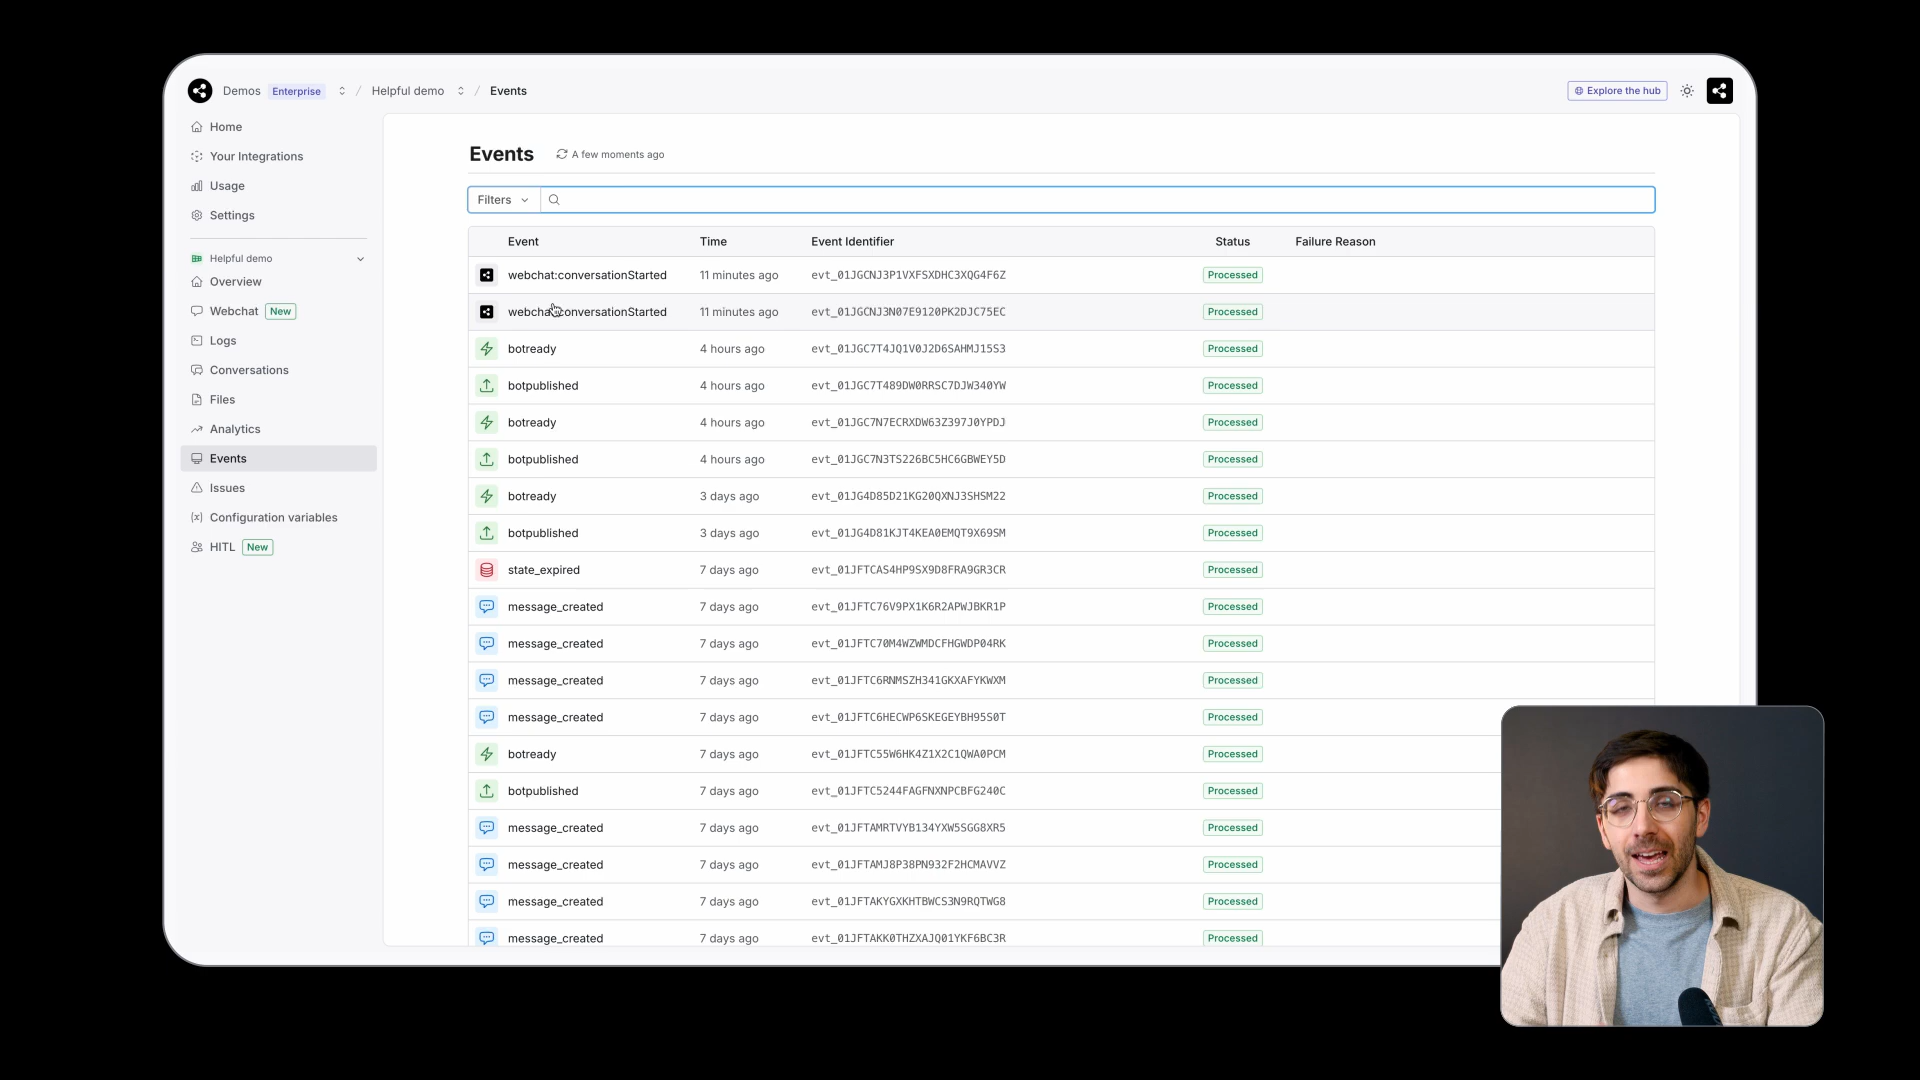 Demos Enterprise / Helpful demo / Events
Explore the hub
Home
Your Integrations
Usage
Settings
Helpful demo
Overview
Webchat New
Logs
Conversations
Files
Analytics
Events
Issues
Configuration variables
HITL New
Events A few moments ago
Filters
Event Time Event Identifier Status Failure Reason
webchat:conversationStarted 11 minutes ago evt_01JGCNJ3P1VXFSXDHC3XQG4F6Z Processed
webchat:conversationStarted 11 minutes ago evt_01JGCNJ3N07E9120PK2DJC75EC Processed
botready 4 hours ago evt_01JGC7T4JQ1V0J2D6SAHMJ15S3 Processed
botpublished 4 hours ago evt_01JGC7T489DW0RRSC7DJW340YW Processed
botready 4 hours ago evt_01JGC7N7ECRXDW63Z397J0YPDJ Processed
botpublished 4 hours ago evt_01JGC7N3TS226BC5HC6GBWEY5D Processed
botready 3 days ago evt_01JG4D85D21KG20QXNJ3SHSM22 Processed
botpublished 3 days ago evt_01JG4D81KJT4KEA0EMQT9X69SM Processed
state_expired 7 days ago evt_01JFTCAS4HP9SX9D8FRA9GR3CR Processed
message_created 7 days ago evt_01JFTC76V9PX1K6R2APWJBKR1P Processed
message_created 7 days ago evt_01JFTC70M4WZWMDCFHGWDP04RK Processed
message_created 7 days ago evt_01JFTC6RNMSZH341GKXAFYKWXM Processed
message_created 7 days ago evt_01JFTC6HECWP6SKEGEYBH95S0T Processed
botready 7 days ago evt_01JFTC55W6HK4Z1X2C1QWA0PCM Processed
botpublished 7 days ago evt_01JFTC5244FAGFNXNPCBFG240C Processed
message_created 7 days ago evt_01JFTAMRTVYB134YXW5SGG8XR5 Processed
message_created 7 days ago evt_01JFTAMJ8P38PN932F2HCMAVVZ Processed
message_created 7 days ago evt_01JFTAKYGXKHTBWCS3N9RQTWG8 Processed
message_created 7 days ago evt_01JFTAKK0THZXAJQ01YKF6BC3R Processed